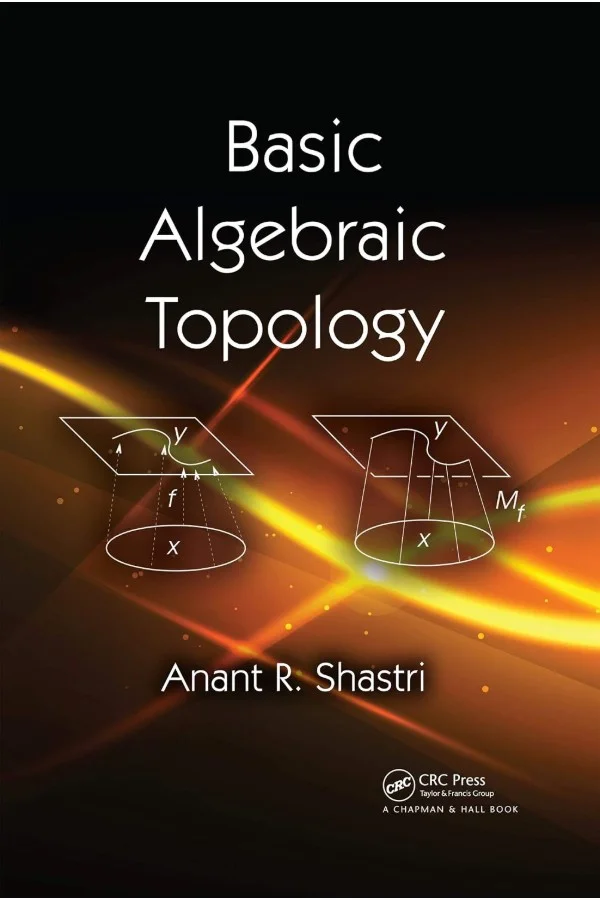 Basic
Algebraic
Topology
y
f
x
y
x
M_f
Anant R. Shastri
CRC CRC Press
Taylor & Francis Group
A CHAPMAN & HALL BOOK